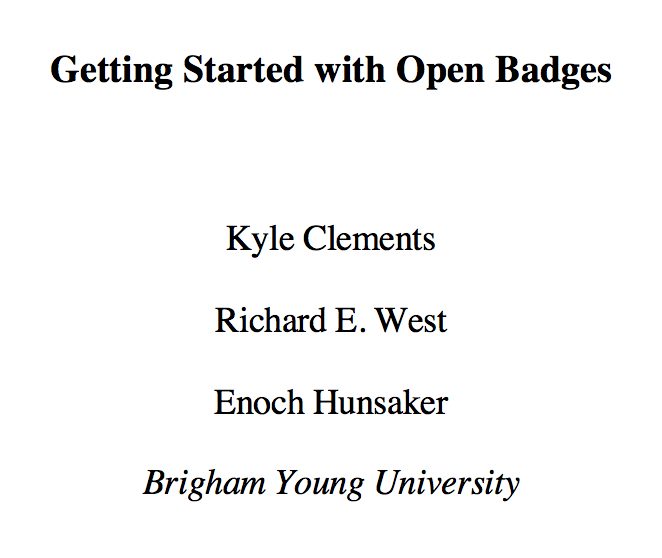 Getting Started with Open Badges
Kyle Clements
Richard E. West
Enoch Hunsaker
Brigham Young University